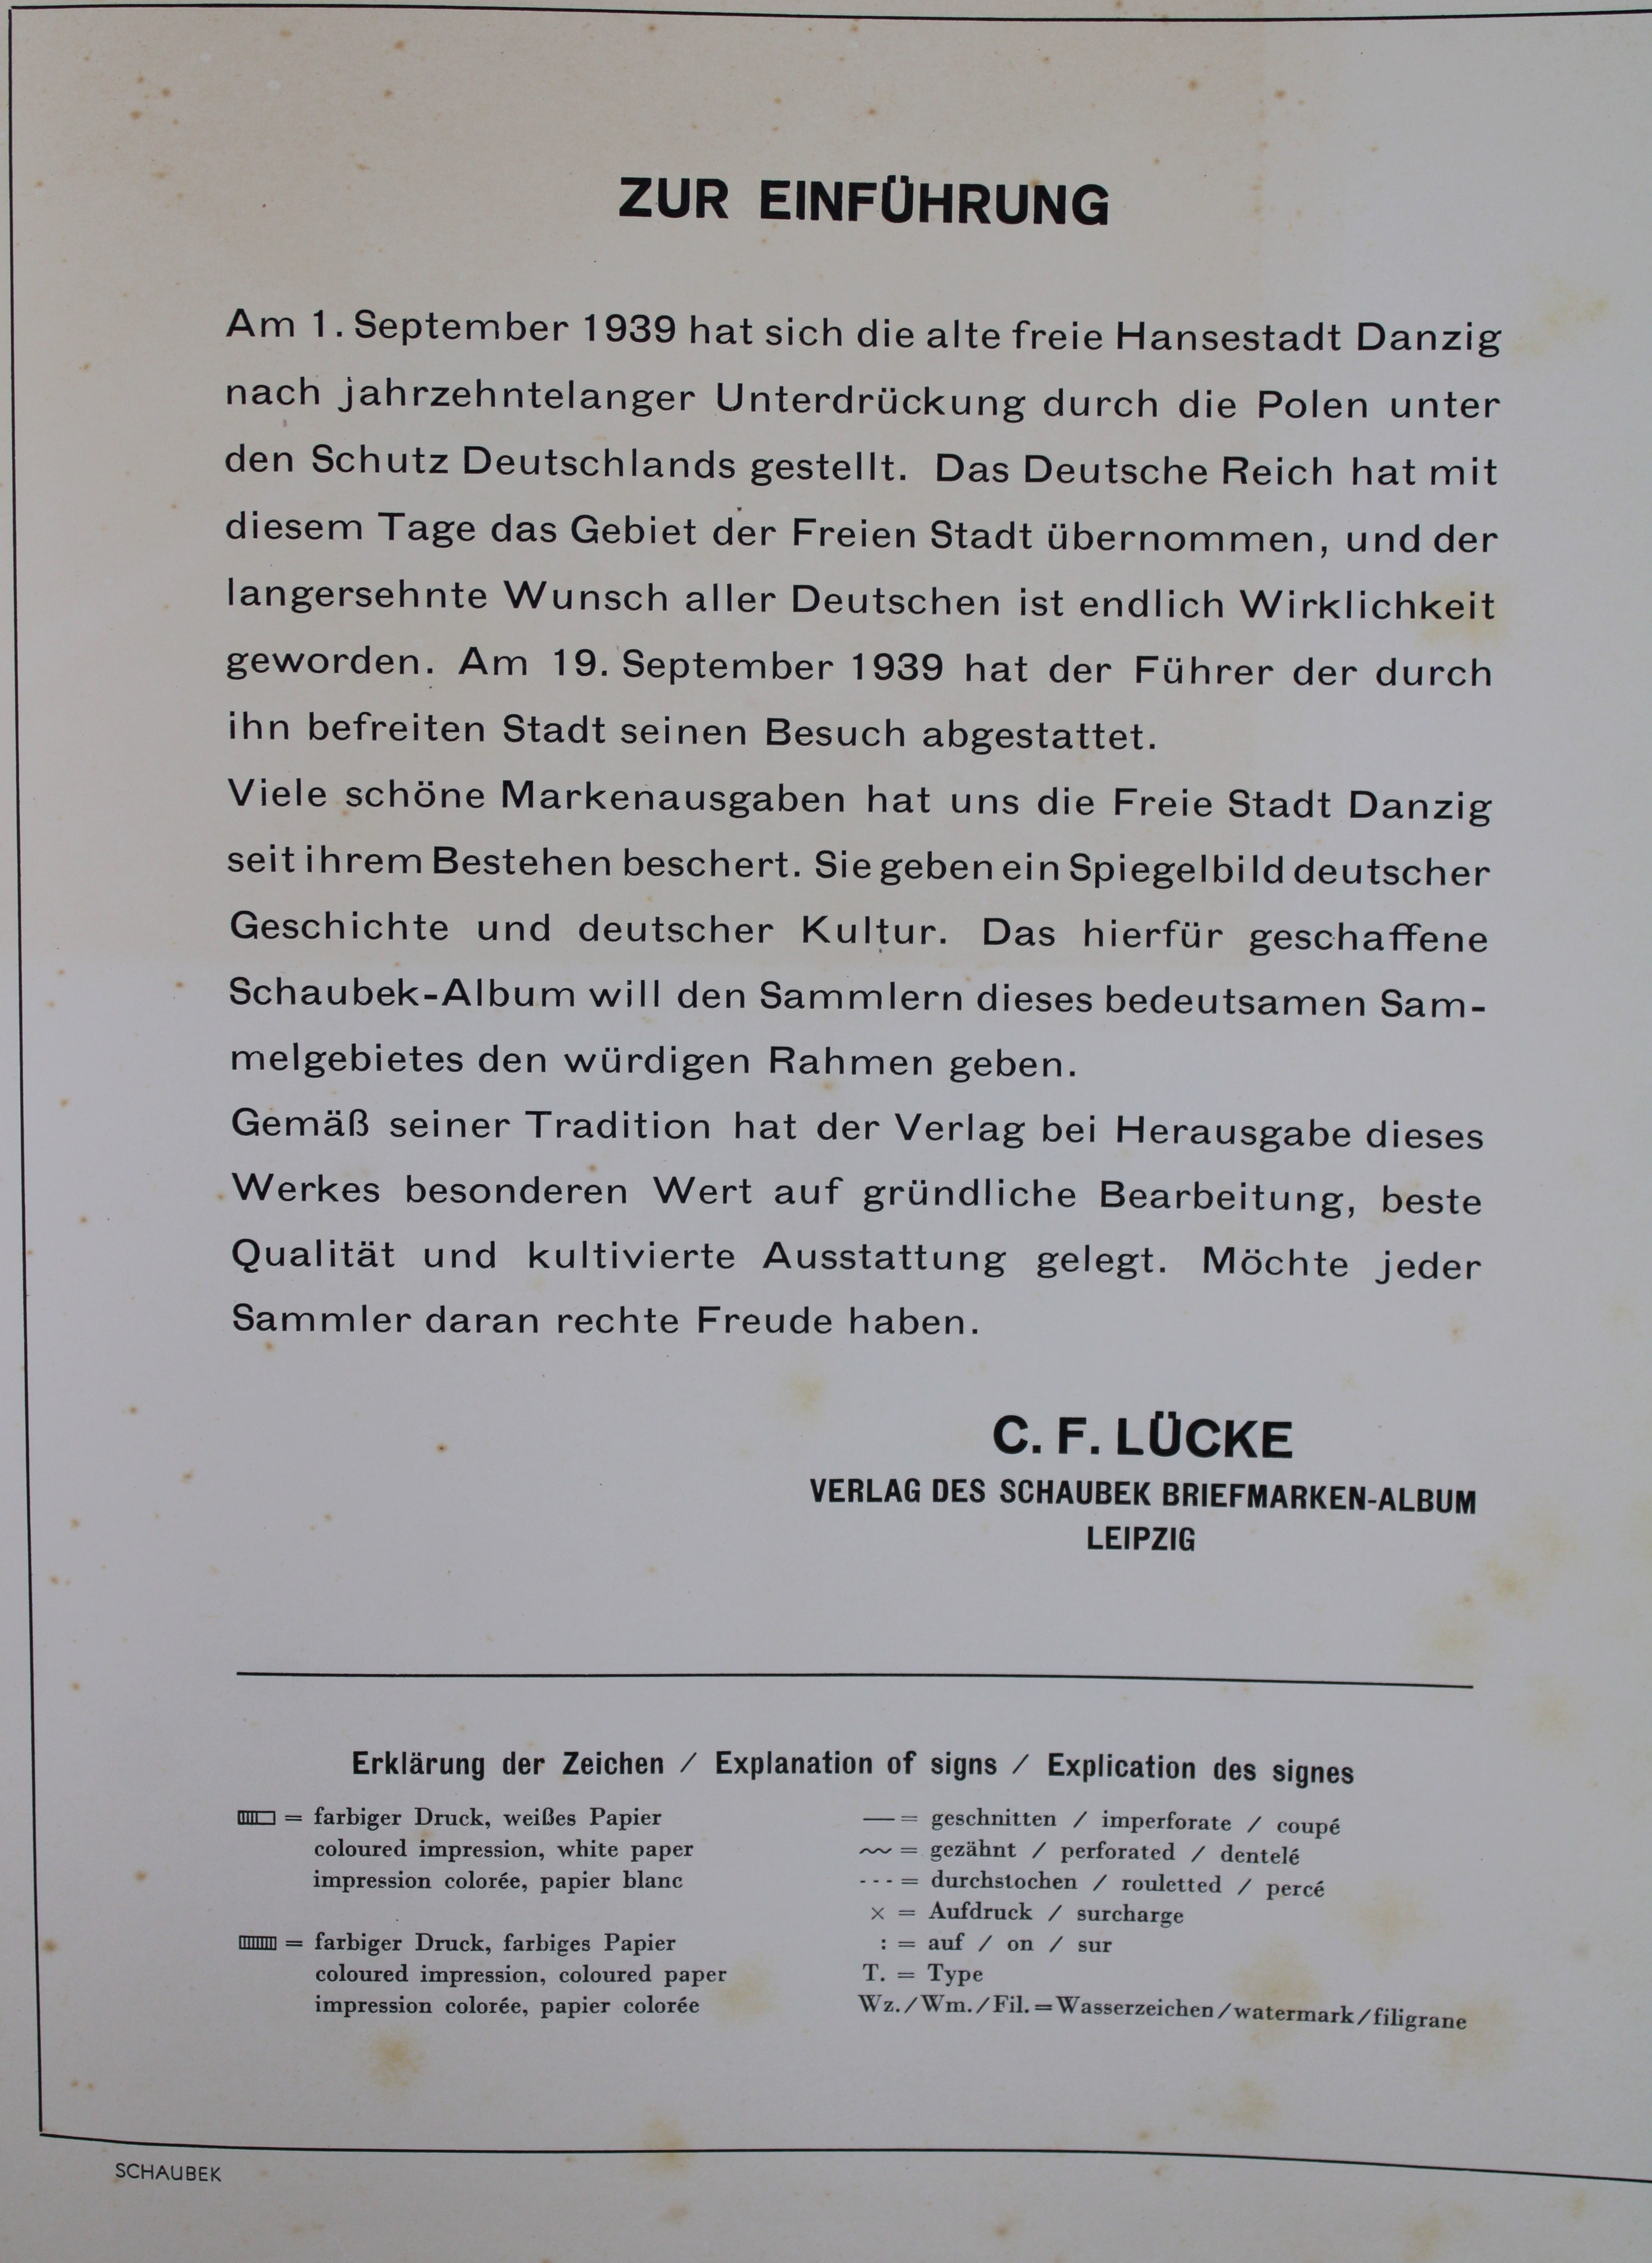 ZUR EINFÜHRUNG
Am 1. September 1939 hat sich die alte freie Hansestadt Danzig
nach jahrzehntelanger Unterdrückung durch die Polen unter
den Schutz Deutschlands gestellt. Das Deutsche Reich hat mit
diesem Tage das Gebiet der Freien Stadt übernommen, und der
langersehnte Wunsch aller Deutschen ist endlich Wirklichkeit
geworden. Am 19. September 1939 hat der Führer der durch
ihn befreiten Stadt seinen Besuch abgestattet.
Viele schöne Markenausgaben hat uns die Freie Stadt Danzig
seit ihrem Bestehen beschert. Sie geben ein Spiegelbild deutscher
Geschichte und deutscher Kultur. Das hierfür geschaffene
Schaubek-Album will den Sammlern dieses bedeutsamen Sam-
melgebietes den würdigen Rahmen geben.
Gemäß seiner Tradition hat der Verlag bei Herausgabe dieses
Werkes besonderen Wert auf gründliche Bearbeitung, beste
Qualität und kultivierte Ausstattung gelegt. Möchte jeder
Sammler daran rechte Freude haben.
C. F. LÜCKE
VERLAG DES SCHAUBEK BRIEFMARKEN-ALBUM
LEIPZIG
Erklärung der Zeichen / Explanation of signs / Explication des signes
= farbiger Druck, weißes Papier
coloured impression, white paper
impression colorée, papier blanc
= farbiger Druck, farbiges Papier
coloured impression, coloured paper
impression colorée, papier colorée
— = geschnitten / imperforate / coupé
~~ = gezähnt / perforated / dentelé
--- = durchstochen / rouletted / percé
× = Aufdruck / surcharge
: = auf / on / sur
T. = Type
Wz./Wm./Fil. = Wasserzeichen/watermark/filigrane
SCHAUBEK